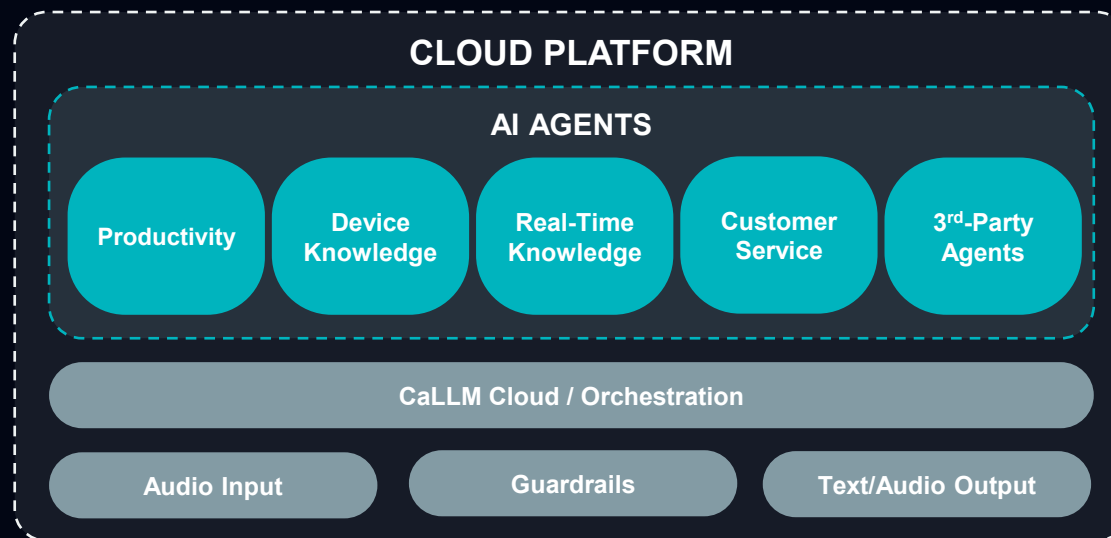 CLOUD PLATFORM
AI AGENTS
Productivity
Device
Knowledge
Real-Time
Knowledge
Customer
Service
3rd-Party
Agents
CaLLM Cloud / Orchestration
Audio Input
Guardrails
Text/Audio Output